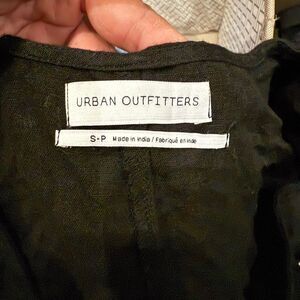 URBAN OUTFITTERS
S-P Made in India / Fabriqué en Inde